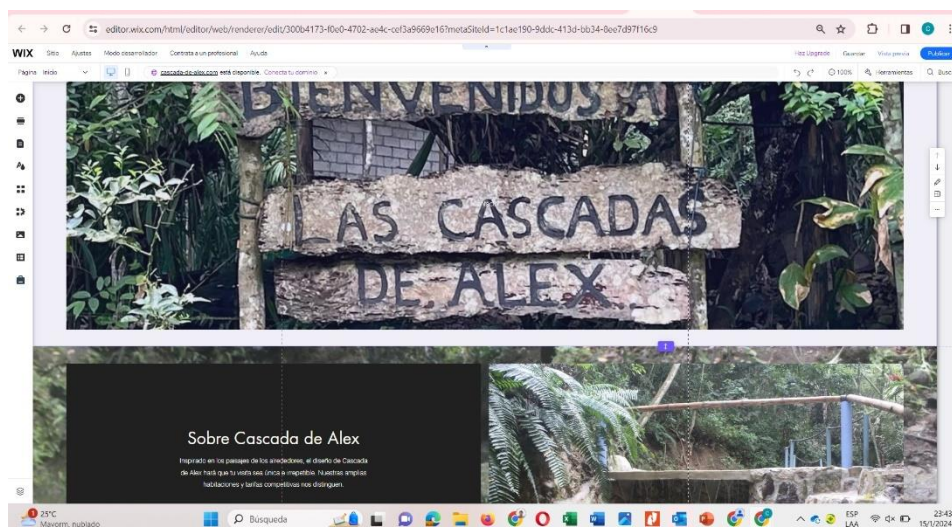 editor.wix.com/html/editor/web/renderer/edit/300b4173-f0e0-4702-ae4c-cef3a9669e16?metaSiteId=1c1ae190-9ddc-413d-bb34-8ee7d97f16c9
WIX Sitio Ajustes Modo desarrollador Contrata a un profesional Ayuda Haz Upgrade Guardar Vista previa Publicar
Página Inicio cascada-de-alex.com está disponible. Conecta tu dominio 100% Herramientas
BIENVENIDOS A
LAS CASCADAS
DE ALEX
Sobre Cascada de Alex
Inspirado en los paisajes de los alrededores, el diseño de Cascada
de Alex hará que tu visita sea única e irrepetible. Nuestras amplias
habitaciones y tarifas competitivas nos distinguen.
25°C
Mayorm. nublado
Búsqueda
ESP
LAA